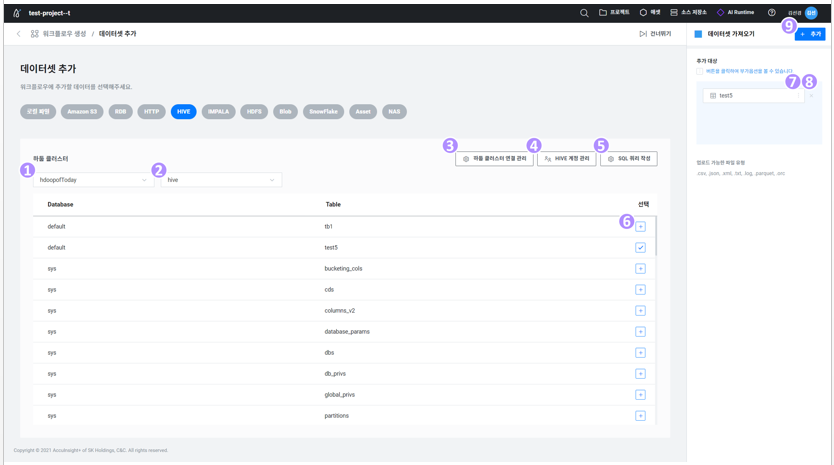 test-project--t
프로젝트
애셋
소스 저장소
AI Runtime
김선경
김선
워크플로우 생성 / 데이터셋 추가
건너뛰기
데이터셋 가져오기
9
+ 추가
데이터셋 추가
워크플로우에 추가할 데이터를 선택해주세요.
로컬 파일
Amazon S3
RDB
HTTP
HIVE
IMPALA
HDFS
Blob
Snowflake
Asset
NAS
추가 대상
버튼을 클릭하여 부가옵션을 볼 수 있습니다.
7
8
test5
업로드 가능한 파일 유형
.csv, .json, .xml, .txt, .log, .parquet, .orc
하둡 클러스터
3
하둡 클러스터 연결 관리
4
HIVE 계정 관리
5
SQL 쿼리 작성
1
hdoopofToday
2
hive
Database Table 선택
default tb1
6
default test5
sys bucketing_cols
sys cds
sys columns_v2
sys database_params
sys dbs
sys db_privs
sys global_privs
sys partitions
Copyright © 2021 AccuInsight+ of SK Holdings, C&C. All rights reserved.